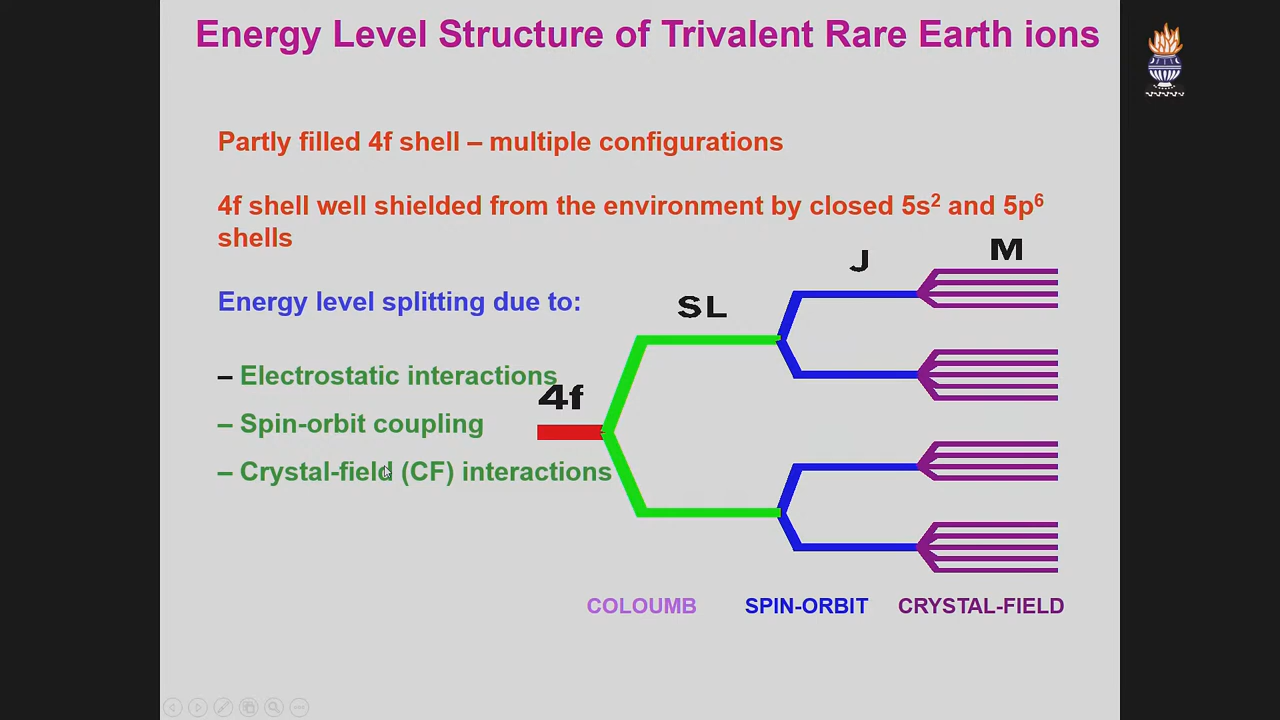 Energy Level Structure of Trivalent Rare Earth ions
Partly filled 4f shell – multiple configurations
4f shell well shielded from the environment by closed 5s² and 5p⁶
shells
Energy level splitting due to:
– Electrostatic interactions
– Spin-orbit coupling
– Crystal-field (CF) interactions
4f
SL
J
M
COLOUMB
SPIN-ORBIT
CRYSTAL-FIELD